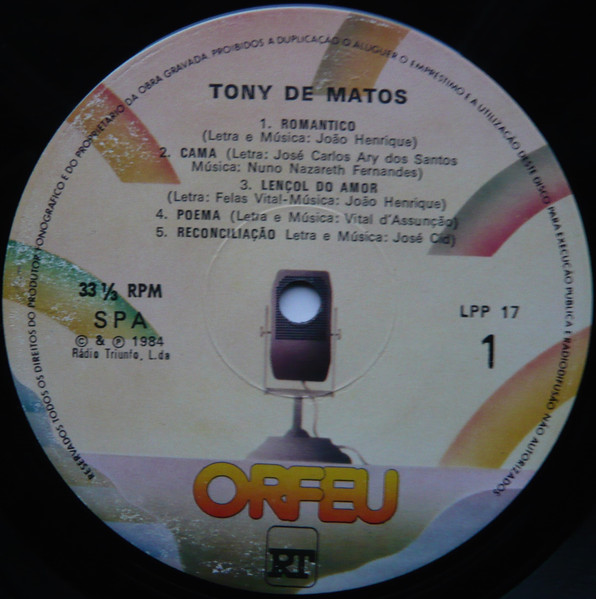 RESERVADOS TODOS OS DIREITOS DO PRODUTOR FONOGRÁFICO E DO PROPRIETÁRIO DA OBRA GRAVADA PROIBIDOS A DUPLICAÇÃO O ALUGUER O EMPRÉSTIMO E A UTILIZAÇÃO DESTE DISCO PARA EXECUÇÃO PÚBLICA E RADIODIFUSÃO NÃO AUTORIZADOS
TONY DE MATOS
1. ROMANTICO
(Letra e Música: João Henrique)
2. CAMA (Letra: José Carlos Ary dos Santos
Música: Nuno Nazareth Fernandes)
3. LENÇOL DO AMOR
(Letra: Felas Vital-Música: João Henrique)
4. POEMA (Letra e Música: Vital d'Assunção)
5. RECONCILIAÇÃO Letra e Música: José Cid)
33 1/3 RPM
SPA
© & ℗ 1984
Rádio Triunfo, L.da
LPP 17
1
ORFEU
RT